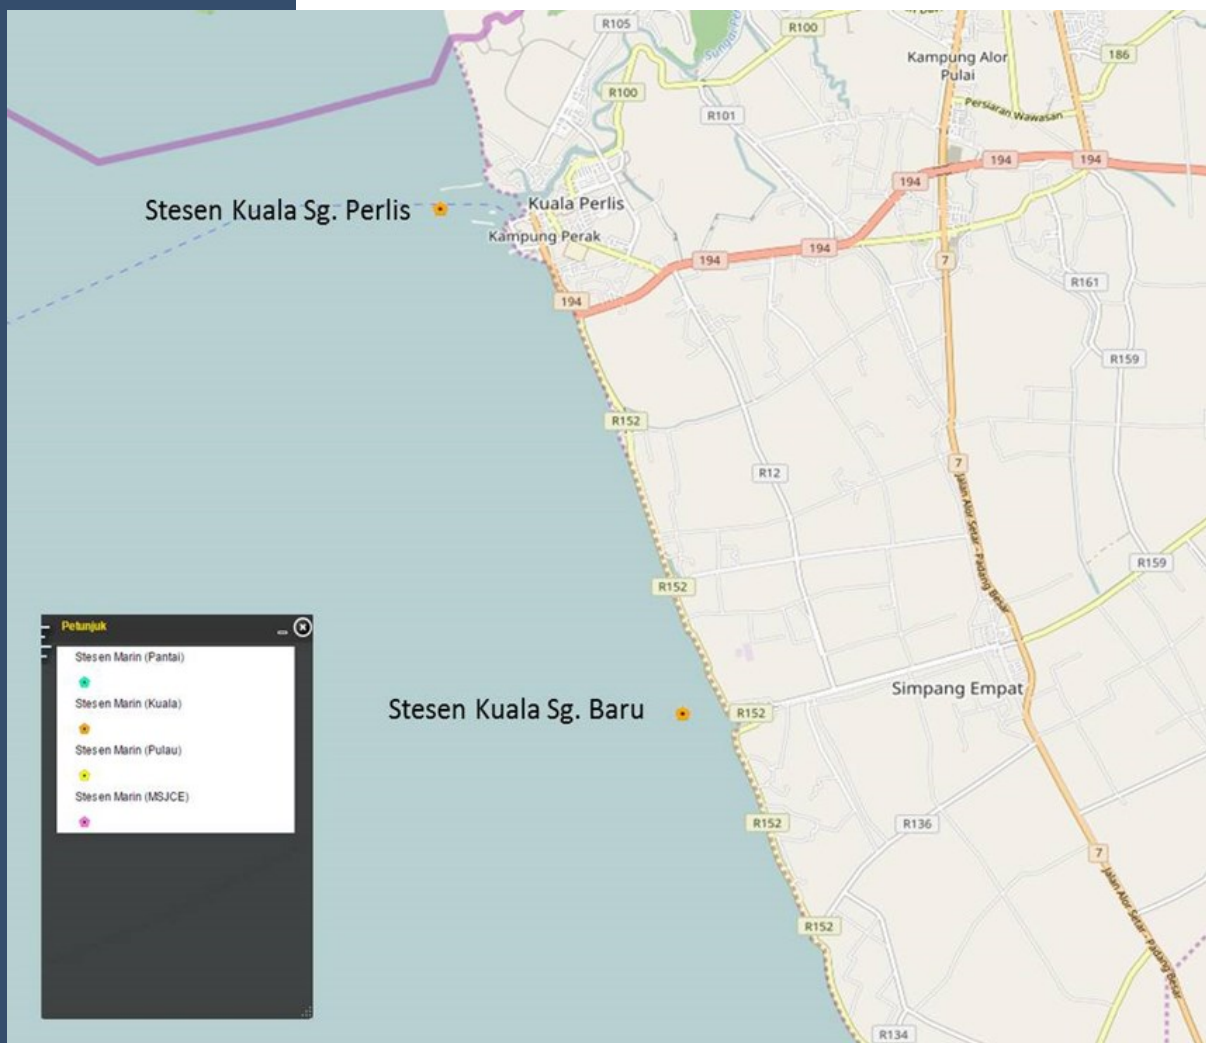 R105
R100
186
Kampung Alor
Pulai
R100
R101
Persiaran Wawasan
194
194
194
Stesen Kuala Sg. Perlis
Kuala Perlis
Kampung Perak
194
194
7
194
R161
R159
R152
7
R12
Jalan Alor Setar - Padang Besar
R159
R152
Petunjuk
Stesen Marin (Pantai)
Stesen Marin (Kuala)
Stesen Marin (Pulau)
Stesen Marin (MSJCE)
Simpang Empat
Stesen Kuala Sg. Baru
R152
R152
R136
7
Jalan Alor Setar - Padang Besar
R152
R134